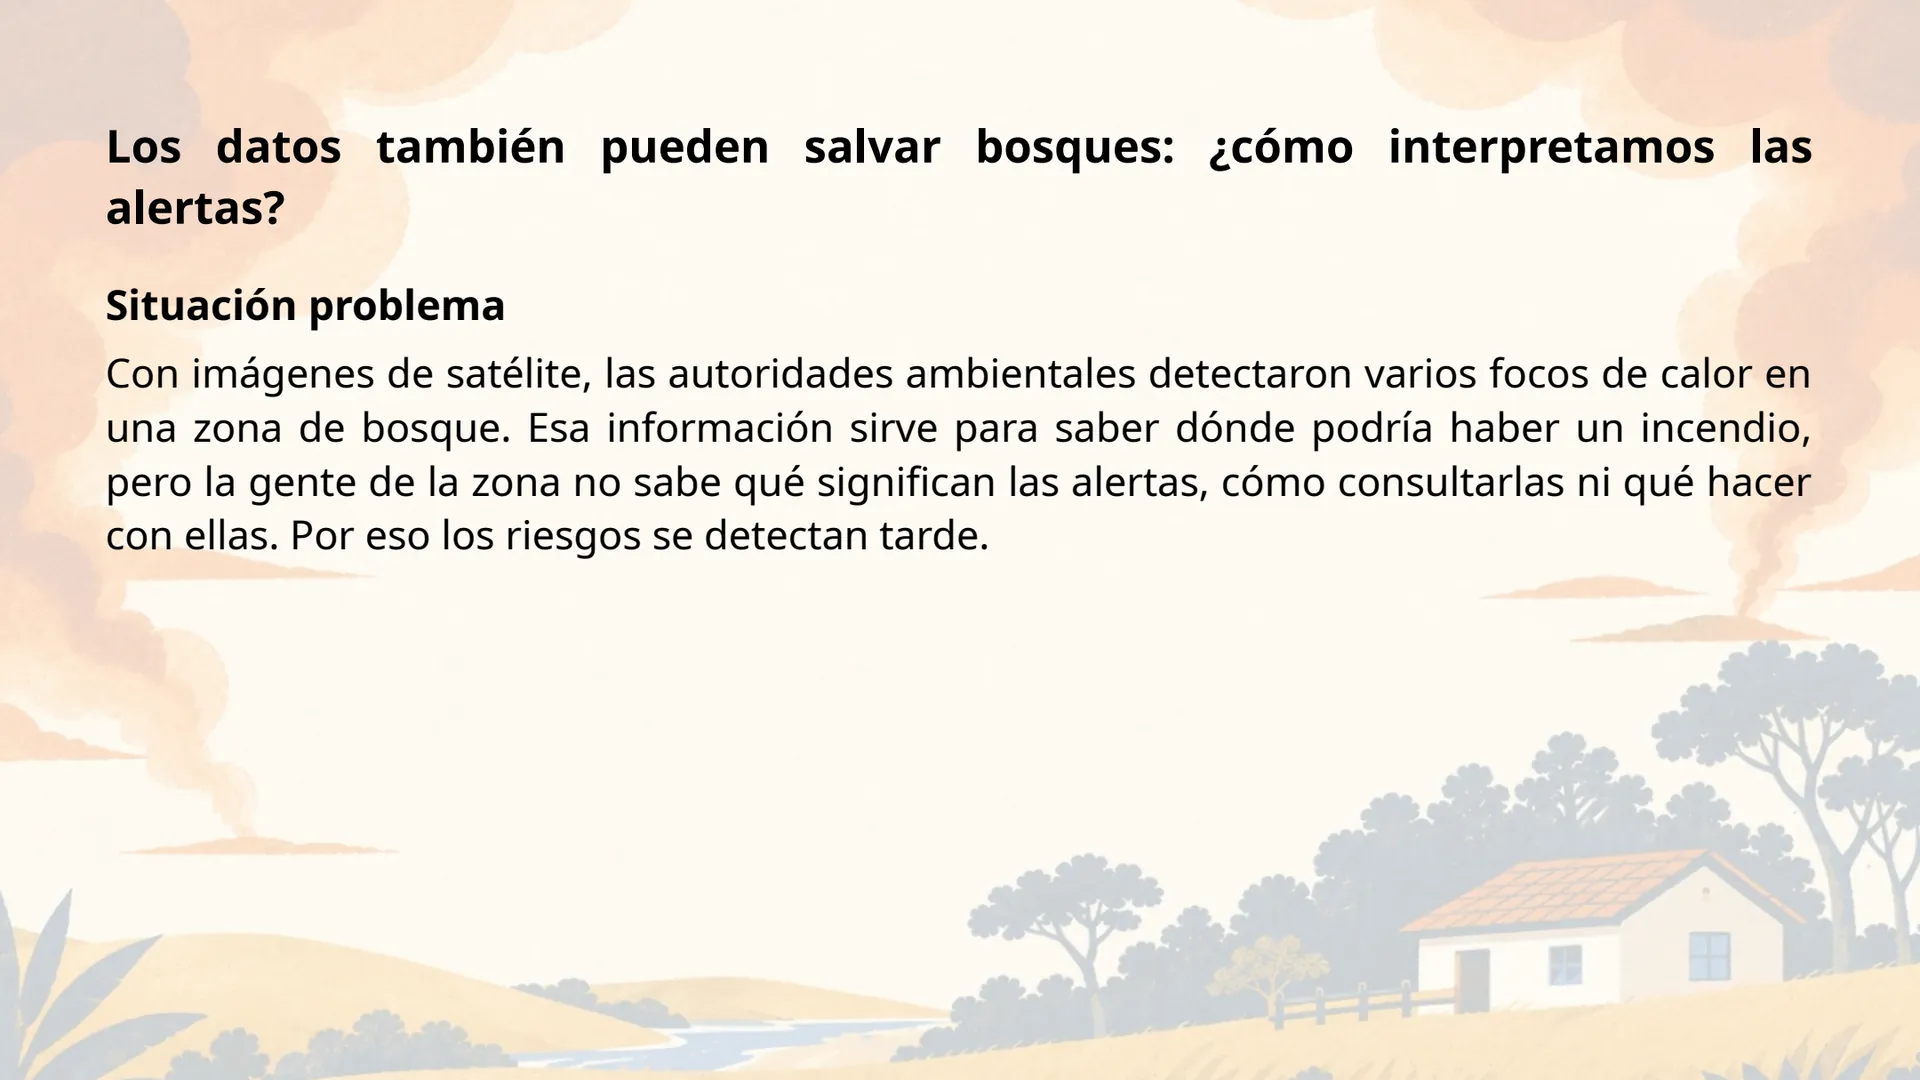 Los datos también pueden salvar bosques: ¿cómo interpretamos las
alertas?
Situación problema
Con imágenes de satélite, las autoridades ambientales detectaron varios focos de calor en
una zona de bosque. Esa información sirve para saber dónde podría haber un incendio,
pero la gente de la zona no sabe qué significan las alertas, cómo consultarlas ni qué hacer
con ellas. Por eso los riesgos se detectan tarde.